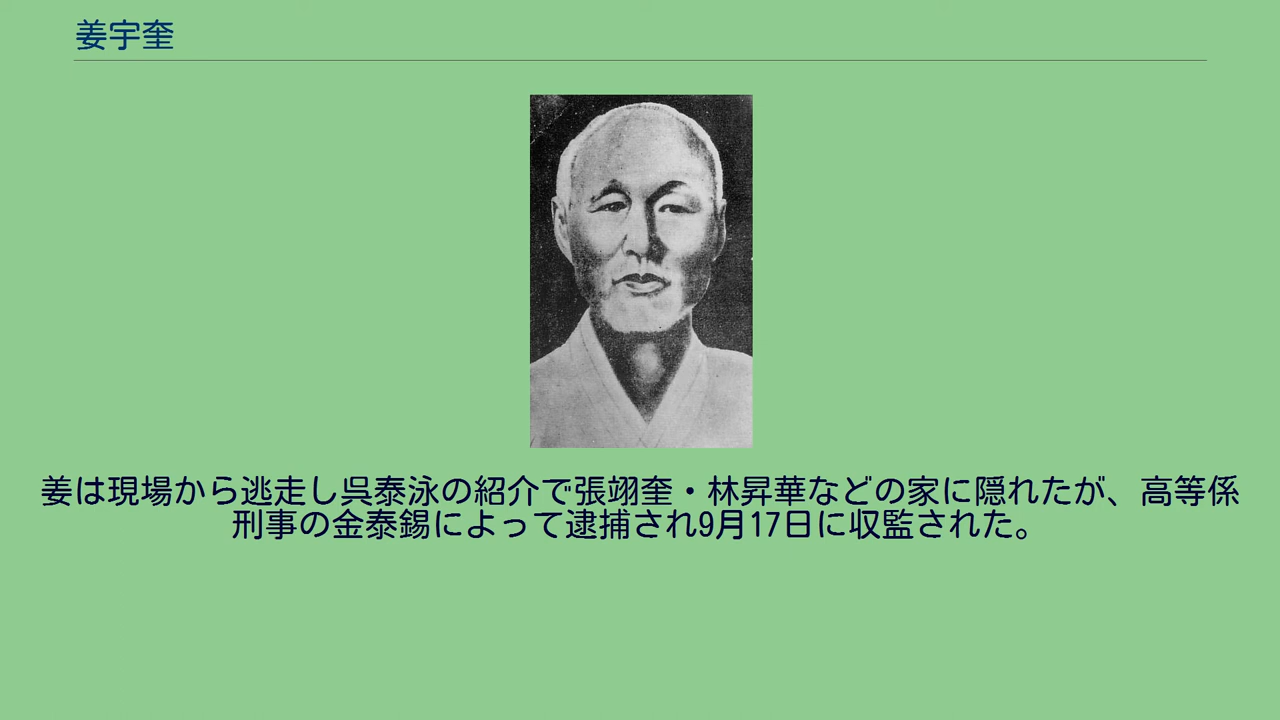 姜宇奎
姜は現場から逃走し呉泰泳の紹介で張翊奎・林昇華などの家に隠れたが、高等係
刑事の金泰錫によって逮捕され9月17日に収監された。